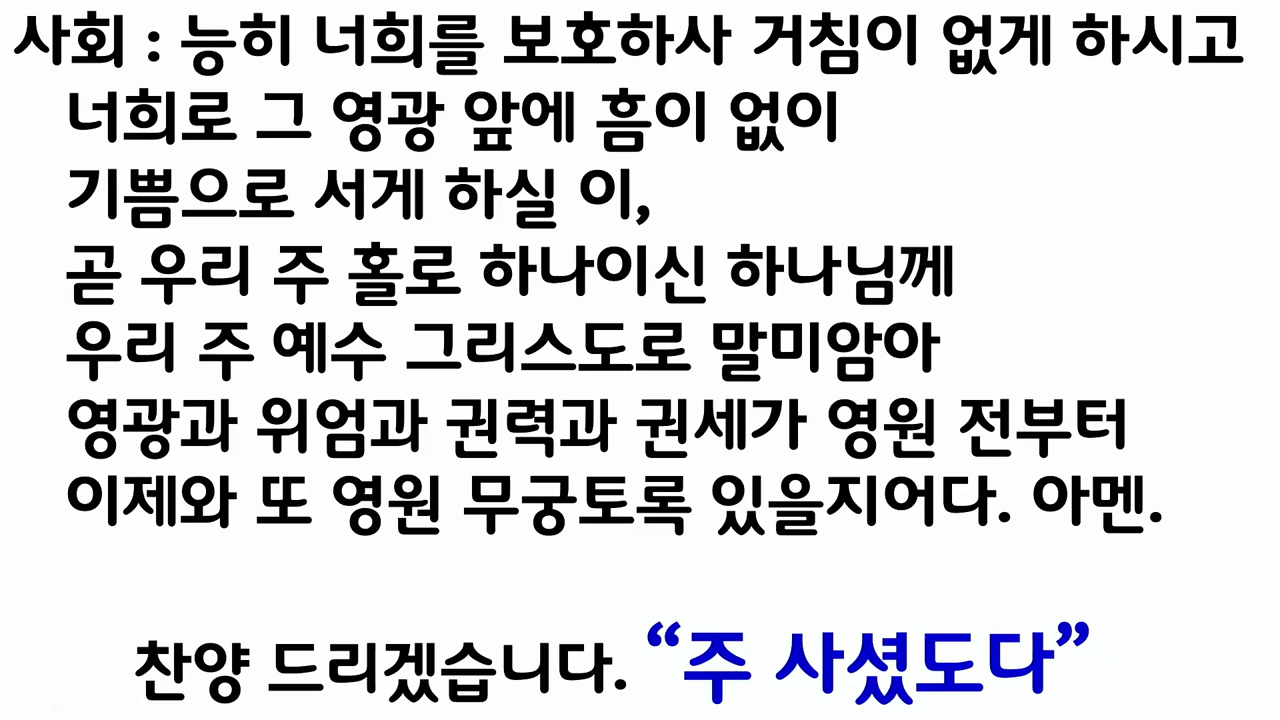 사회 : 능히 너희를 보호하사 거침이 없게 하시고
너희로 그 영광 앞에 흠이 없이
기쁨으로 서게 하실 이,
곧 우리 주 홀로 하나이신 하나님께
우리 주 예수 그리스도로 말미암아
영광과 위엄과 권력과 권세가 영원 전부터
이제와 또 영원 무궁토록 있을지어다. 아멘.
찬양 드리겠습니다. “주 사셨도다”